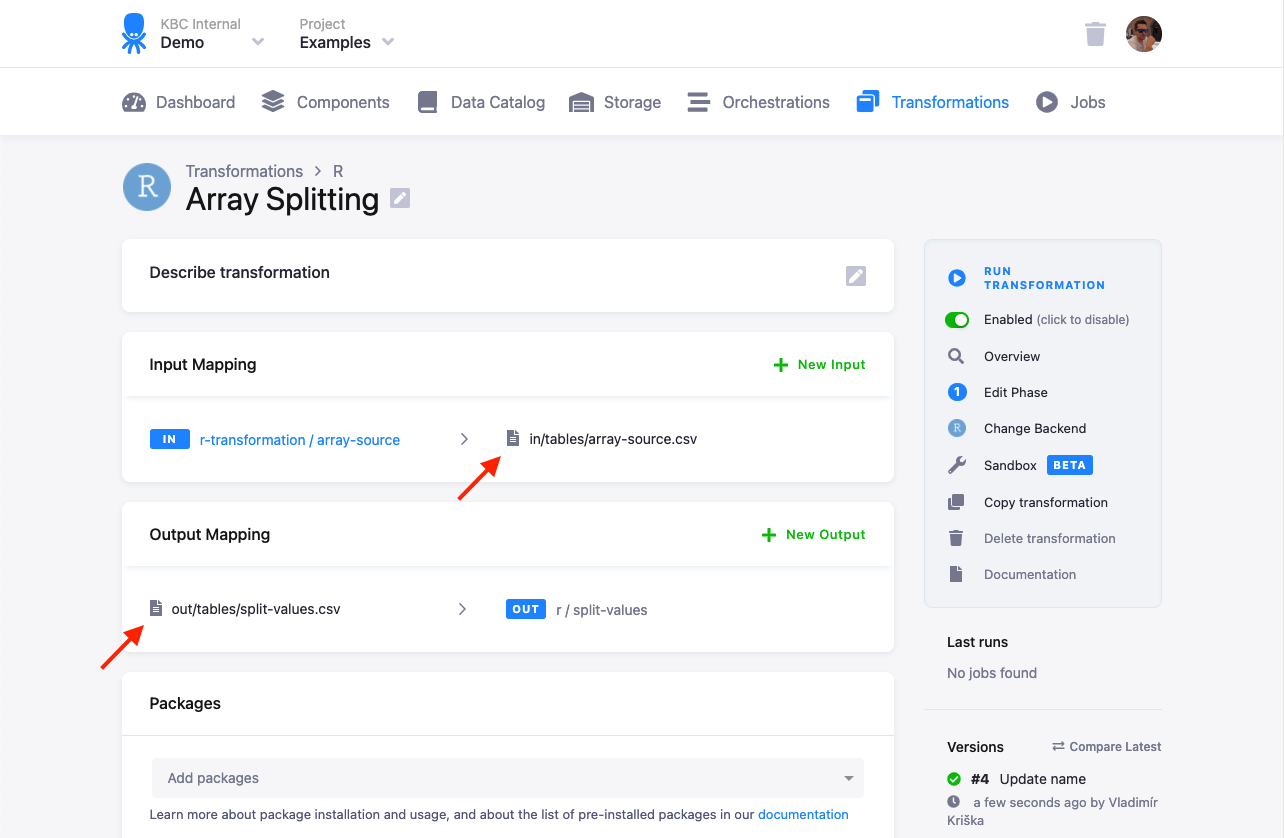 KBC Internal
Demo
Project
Examples
Dashboard
Components
Data Catalog
Storage
Orchestrations
Transformations
Jobs
R
Transformations > R
Array Splitting
Describe transformation
Input Mapping
New Input
IN r-transformation / array-source > in/tables/array-source.csv
Output Mapping
New Output
out/tables/split-values.csv > OUT r / split-values
Packages
Add packages
Learn more about package installation and usage, and about the list of pre-installed packages in our documentation
RUN
TRANSFORMATION
Enabled (click to disable)
Overview
1 Edit Phase
R Change Backend
Sandbox BETA
Copy transformation
Delete transformation
Documentation
Last runs
No jobs found
Versions
Compare Latest
#4 Update name
a few seconds ago by Vladimír
Kriška